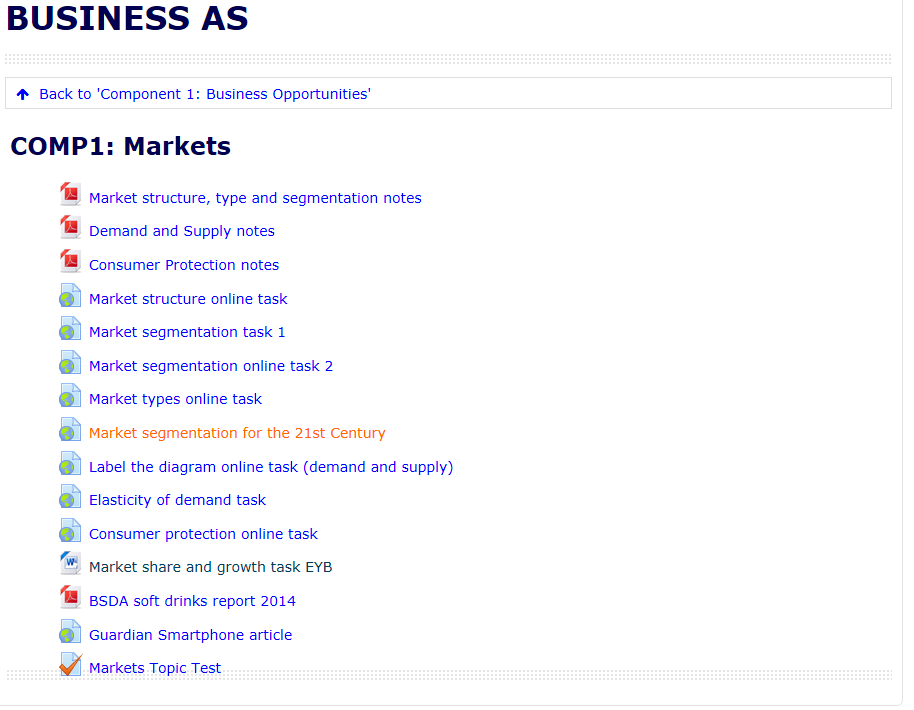 BUSINESS AS
Back to 'Component 1: Business Opportunities'
COMP1: Markets
Market structure, type and segmentation notes
Demand and Supply notes
Consumer Protection notes
Market structure online task
Market segmentation task 1
Market segmentation online task 2
Market types online task
Market segmentation for the 21st Century
Label the diagram online task (demand and supply)
Elasticity of demand task
Consumer protection online task
Market share and growth task EYB
BSDA soft drinks report 2014
Guardian Smartphone article
Markets Topic Test